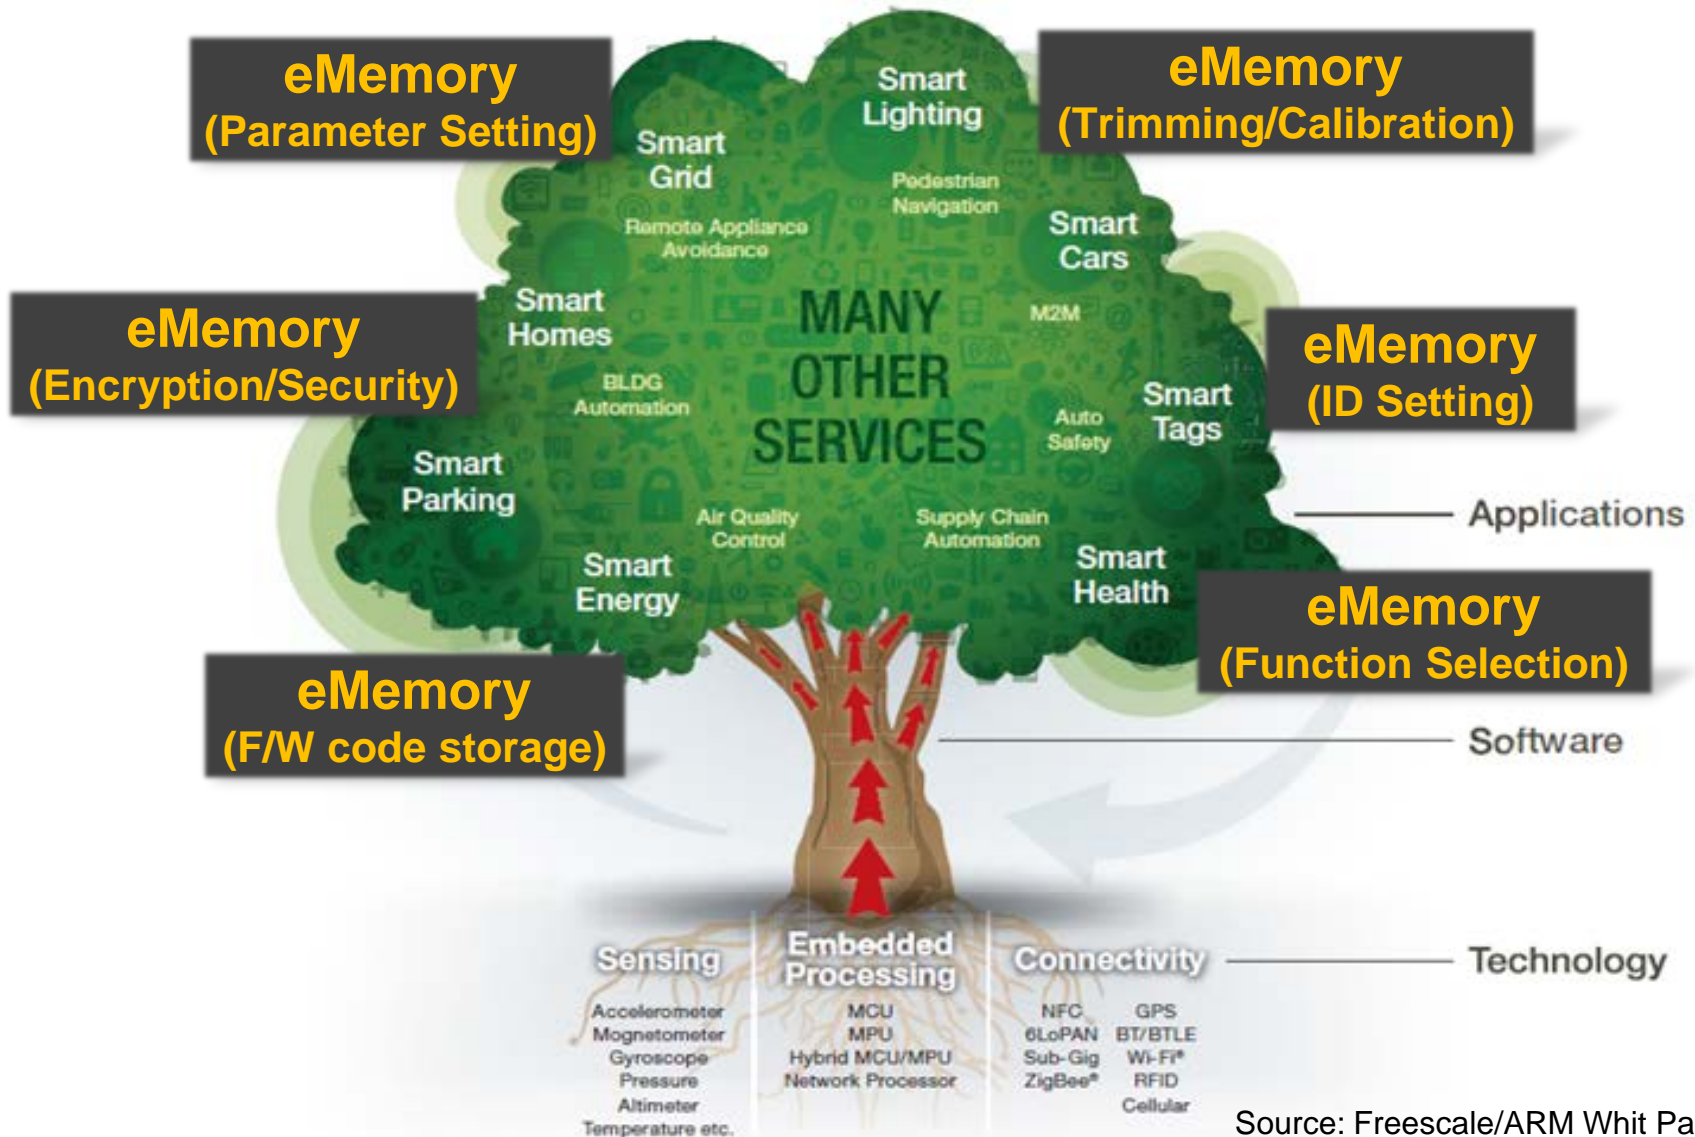 eMemory
(Parameter Setting)
eMemory
(Trimming/Calibration)
Smart
Lighting
Smart
Grid
Pedestrian
Navigation
Remote Appliance
Avoidance
Smart
Cars
eMemory
(Encryption/Security)
Smart
Homes
MANY
OTHER
SERVICES
M2M
eMemory
(ID Setting)
BLDG
Automation
Auto
Safety
Smart
Tags
Smart
Parking
Air Quality
Control
Supply Chain
Automation
Applications
Smart
Energy
Smart
Health
eMemory
(Function Selection)
eMemory
(F/W code storage)
Software
Sensing
Embedded
Processing
Connectivity
Technology
Accelerometer
Mognetometer
Gyroscope
Pressure
Altimeter
Temperature etc.
MCU
MPU
Hybrid MCU/MPU
Network Processor
NFC GPS
6LoPAN BT/BTLE
Sub-Gig Wi-Fi®
ZigBee® RFID
Cellular
Source: Freescale/ARM Whit Pa